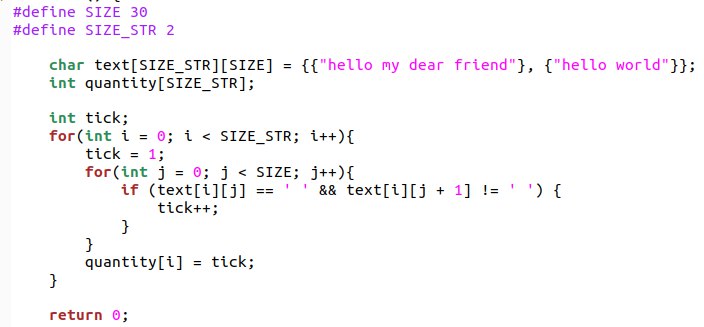 #define SIZE 30
#define SIZE_STR 2
char text[SIZE_STR][SIZE] = {{"hello my dear friend"}, {"hello world"}};
int quantity[SIZE_STR];
int tick;
for(int i = 0; i < SIZE_STR; i++){
tick = 1;
for(int j = 0; j < SIZE; j++){
if (text[i][j] == ' ' && text[i][j + 1] != ' ') {
tick++;
}
}
quantity[i] = tick;
}
return 0;